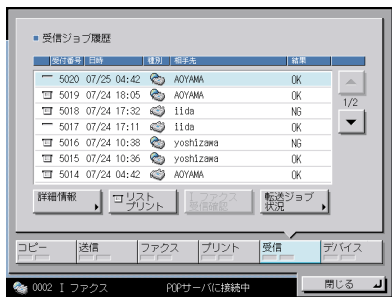 受信ジョブ履歴
受付番号 日時 種別 相手先 結果
5020 07/25 04:42 AOYAMA OK
5019 07/24 18:05 AOYAMA OK
5018 07/24 17:32 iida NG
5017 07/24 17:11 iida OK
5016 07/24 10:38 yoshizawa NG
5015 07/24 10:36 yoshizawa OK
5014 07/24 04:42 AOYAMA OK
1/2
詳細情報 リスト I ファクス 転送ジョブ
プリント 受信確認 状況
コピー 送信 ファクス プリント 受信 デバイス
0002 I ファクス POPサーバに接続中 閉じる